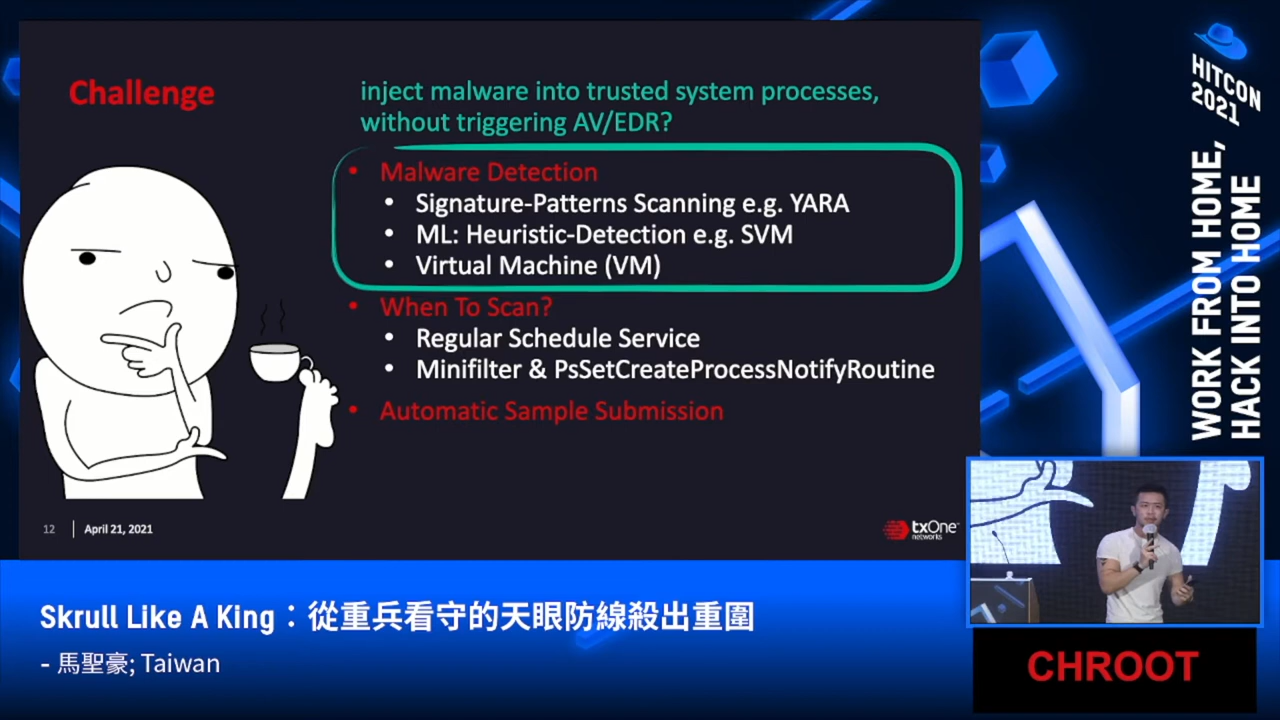 Challenge
inject malware into trusted system processes,
without triggering AV/EDR?
• Malware Detection
• Signature-Patterns Scanning e.g. YARA
• ML: Heuristic-Detection e.g. SVM
• Virtual Machine (VM)
• When To Scan?
• Regular Schedule Service
• Minifilter & PsSetCreateProcessNotifyRoutine
• Automatic Sample Submission
12 | April 21, 2021
txOne
networks
HITCON
2021
WORK FROM HOME,
HACK INTO HOME
Skrull Like A King：從重兵看守的天眼防線殺出重圍
- 馬聖豪; Taiwan
CHROOT